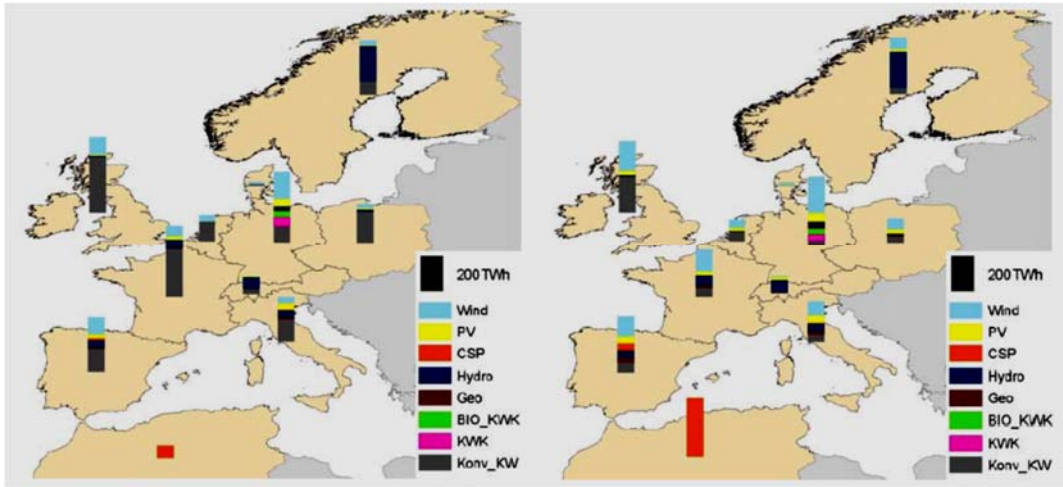 200 TWh
Wind
PV
CSP
Hydro
Geo
BIO_KWK
KWK
Konv_KW
200 TWh
Wind
PV
CSP
Hydro
Geo
BIO_KWK
KWK
Konv_KW